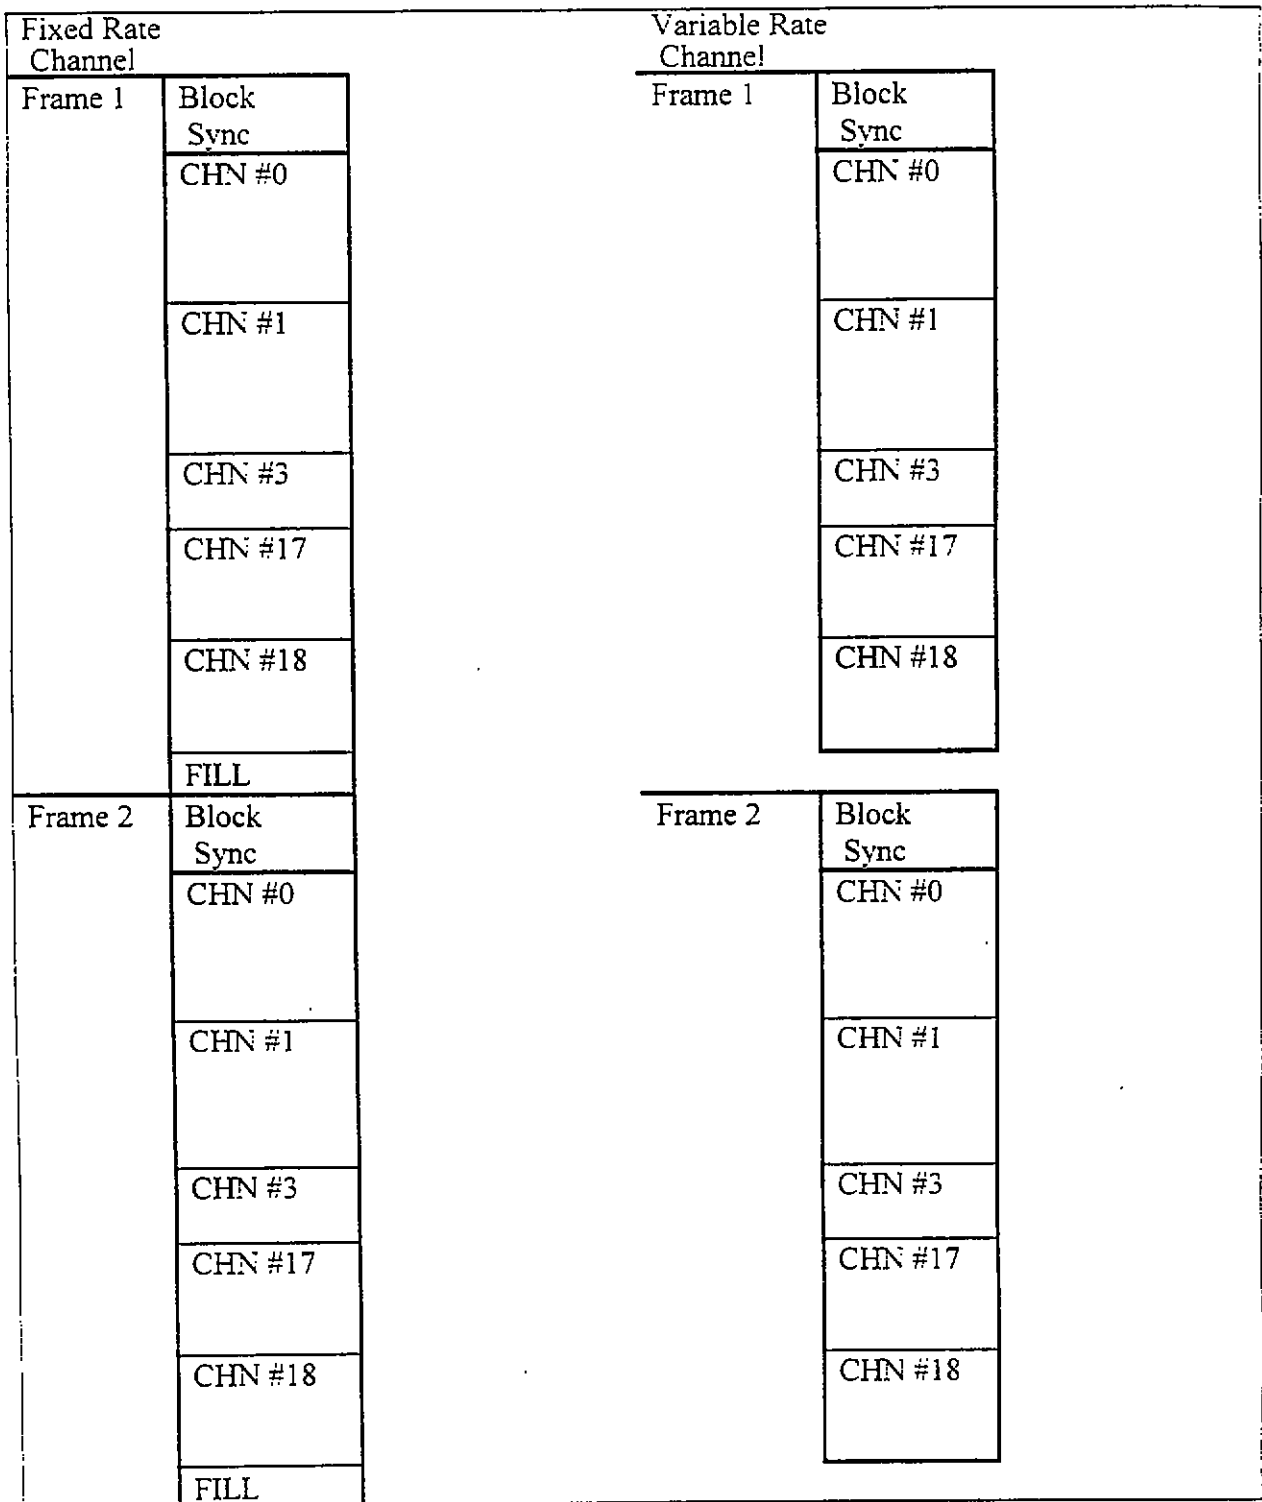 Fixed Rate
Channel
Frame 1
Block
Sync
CHN #0
CHN #1
CHN #3
CHN #17
CHN #18
FILL
Frame 2
Block
Sync
CHN #0
CHN #1
CHN #3
CHN #17
CHN #18
FILL
Variable Rate
Channel
Frame 1
Block
Sync
CHN #0
CHN #1
CHN #3
CHN #17
CHN #18
Frame 2
Block
Sync
CHN #0
CHN #1
CHN #3
CHN #17
CHN #18